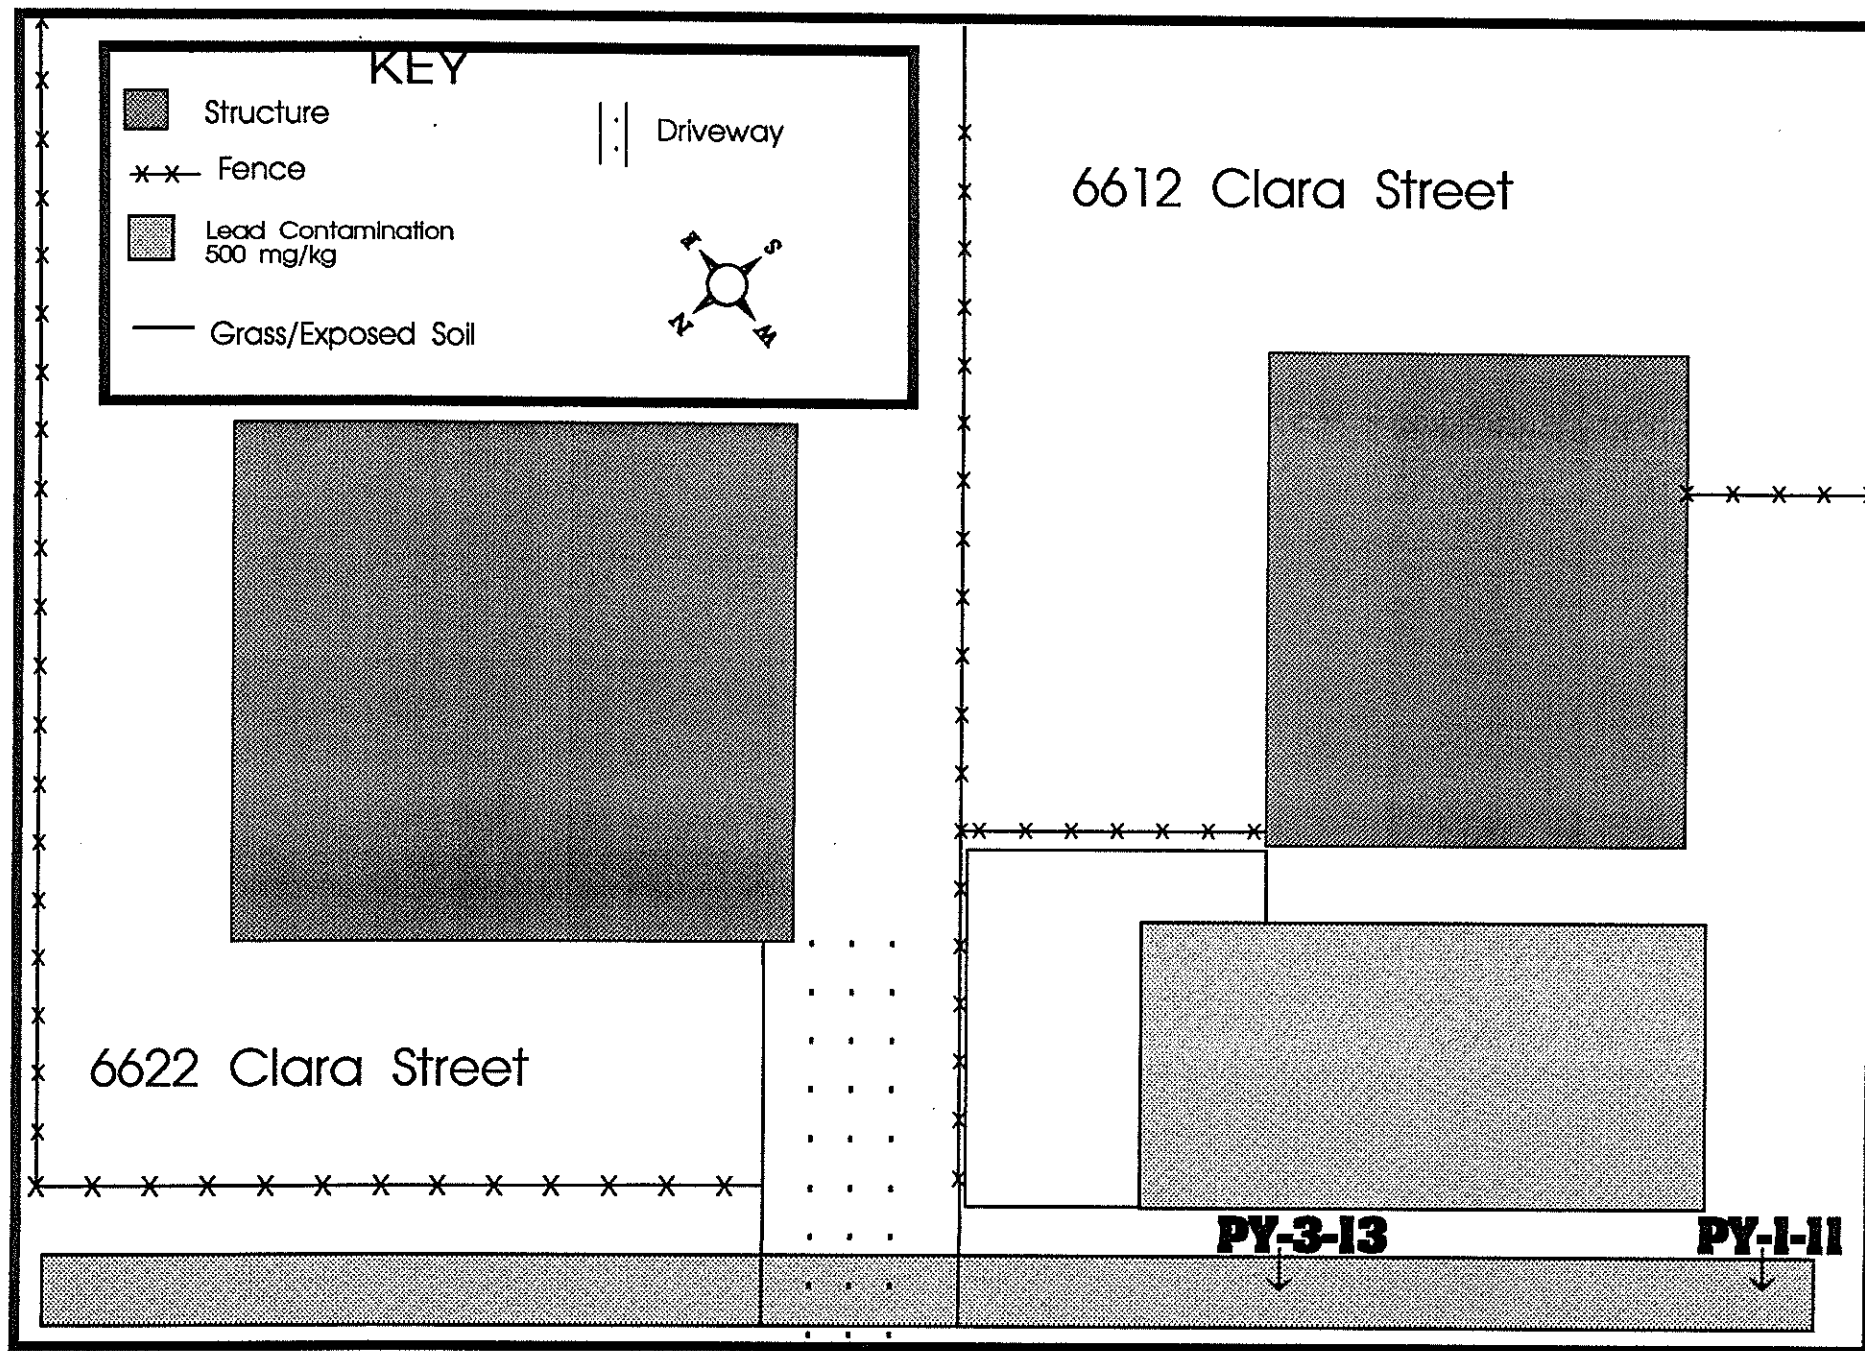 KEY
Structure
Driveway
Fence
Lead Contamination
500 mg/kg
Grass/Exposed Soil
S
N
W
6612 Clara Street
6622 Clara Street
PY-3-13
PY-1-11